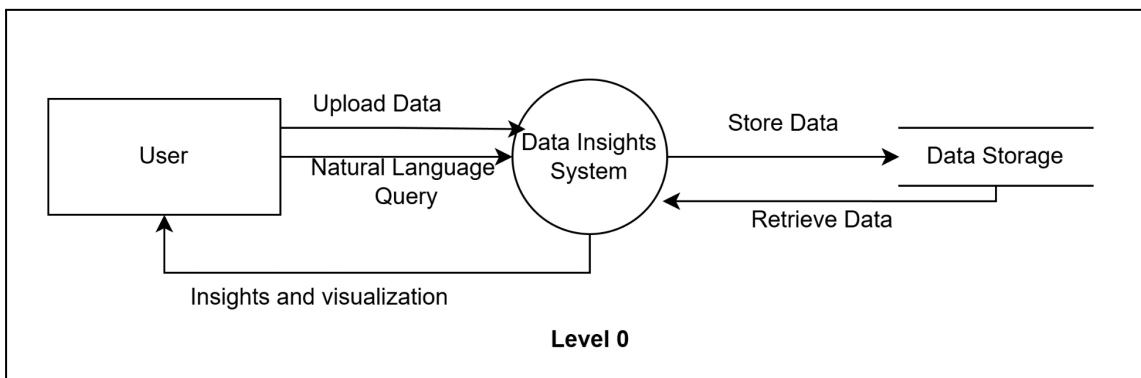 Upload Data
User
Natural Language
Query
Data Insights
System
Store Data
Data Storage
Retrieve Data
Insights and visualization
Level 0